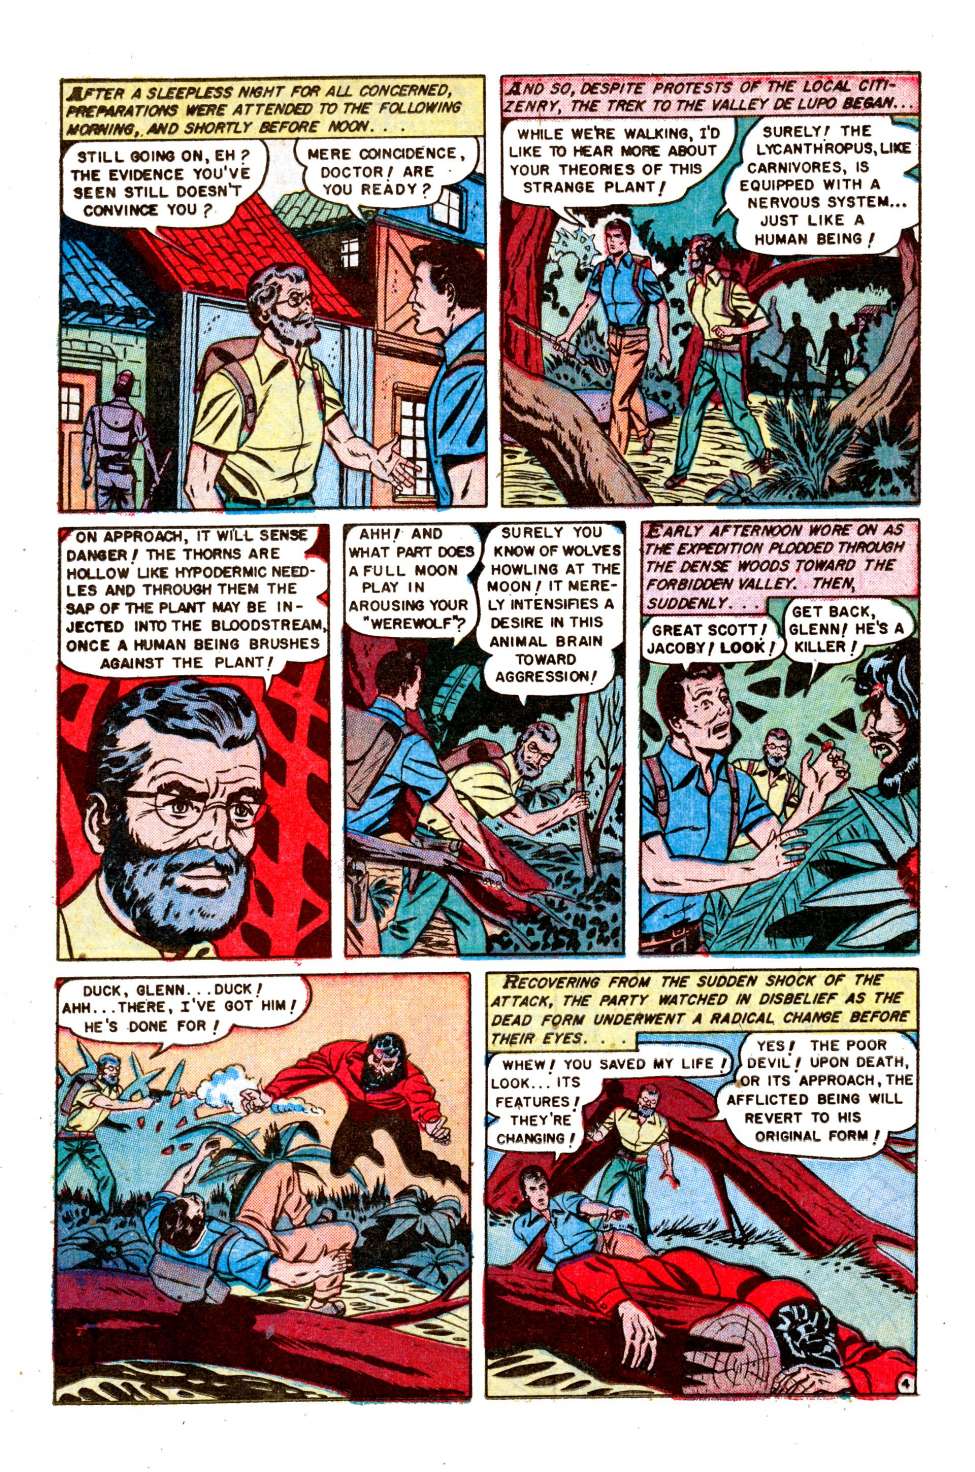 AFTER A SLEEPLESS NIGHT FOR ALL CONCERNED,
PREPARATIONS WERE ATTENDED TO THE FOLLOWING
MORNING, AND SHORTLY BEFORE NOON. . .
STILL GOING ON, EH?
THE EVIDENCE YOU'VE
SEEN STILL DOESN'T
CONVINCE YOU?
MERE COINCIDENCE,
DOCTOR! ARE
YOU READY?
AND SO, DESPITE PROTESTS OF THE LOCAL CITI-
ZENRY, THE TREK TO THE VALLEY DE LUPO BEGAN...
WHILE WE'RE WALKING, I'D
LIKE TO HEAR MORE ABOUT
YOUR THEORIES OF THIS
STRANGE PLANT!
SURELY! THE
LYCANTHROPUS, LIKE
CARNIVORES, IS
EQUIPPED WITH A
NERVOUS SYSTEM...
JUST LIKE A
HUMAN BEING!
ON APPROACH, IT WILL SENSE
DANGER! THE THORNS ARE
HOLLOW LIKE HYPODERMIC NEED-
LES AND THROUGH THEM THE
SAP OF THE PLANT MAY BE IN-
JECTED INTO THE BLOODSTREAM,
ONCE A HUMAN BEING BRUSHES
AGAINST THE PLANT!
AHH! AND
WHAT PART DOES
A FULL MOON
PLAY IN
AROUSING YOUR
"WEREWOLF"?
SURELY YOU
KNOW OF WOLVES
HOWLING AT THE
MOON! IT MERE-
LY INTENSIFIES A
DESIRE IN THIS
ANIMAL BRAIN
TOWARD
AGGRESSION!
EARLY AFTERNOON WORE ON AS
THE EXPEDITION PLODDED THROUGH
THE DENSE WOODS TOWARD THE
FORBIDDEN VALLEY. THEN,
SUDDENLY. . .
GREAT SCOTT!
JACOBY! LOOK!
GET BACK,
GLENN! HE'S A
KILLER!
DUCK, GLENN...DUCK!
AHH...THERE, I'VE GOT HIM!
HE'S DONE FOR!
RECOVERING FROM THE SUDDEN SHOCK OF THE
ATTACK, THE PARTY WATCHED IN DISBELIEF AS THE
DEAD FORM UNDERWENT A RADICAL CHANGE BEFORE
THEIR EYES. . . .
WHEW! YOU SAVED MY LIFE!
LOOK... ITS
FEATURES!
THEY'RE
CHANGING!
YES! THE POOR
DEVIL! UPON DEATH,
OR ITS APPROACH, THE
AFFLICTED BEING WILL
REVERT TO HIS
ORIGINAL FORM!
4